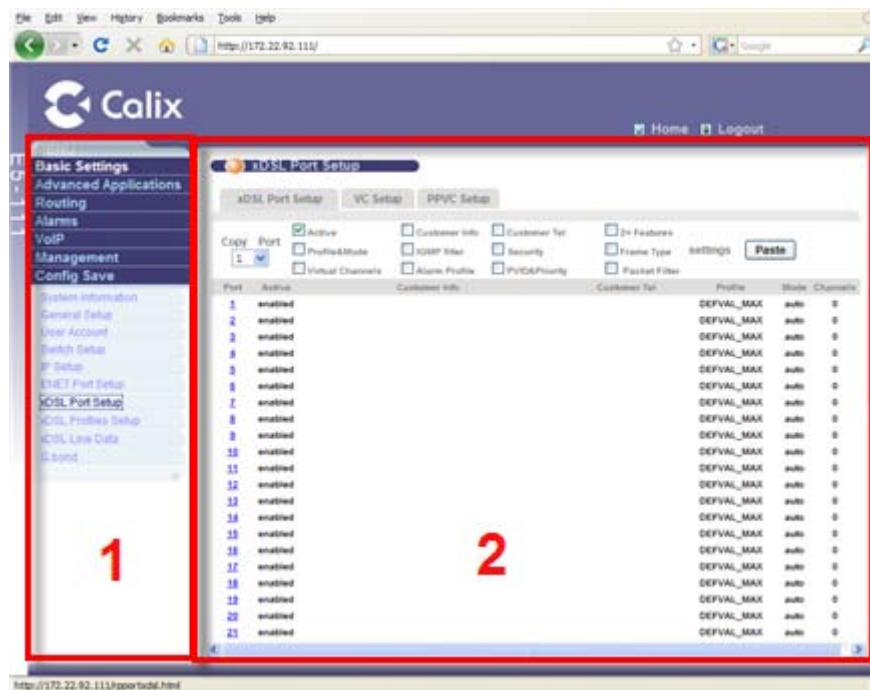 File Edit View History Bookmarks Tools Help
http://172.22.92.111/
Google
Calix
Home Logout
Basic Settings
Advanced Applications
Routing
Alarms
VoIP
Management
Config Save
System Information
General Setup
User Account
Switch Setup
IP Setup
ENET Port Setup
xDSL Port Setup
xDSL Profiles Setup
xDSL Line Data
G.bond
1
xDSL Port Setup
xDSL Port Setup VC Setup PPVC Setup
Copy Port
1
Active Customer Info Customer Tel 2+ Features
Profile&Mode IGMP filter Security Frame Type
Virtual Channels Alarm Profile PVID&Priority Packet Filter
settings Paste
Port Active Customer Info Customer Tel Profile Mode Channels
1 enabled DEFVAL_MAX auto 0
2 enabled DEFVAL_MAX auto 0
3 enabled DEFVAL_MAX auto 0
4 enabled DEFVAL_MAX auto 0
5 enabled DEFVAL_MAX auto 0
6 enabled DEFVAL_MAX auto 0
7 enabled DEFVAL_MAX auto 0
8 enabled DEFVAL_MAX auto 0
9 enabled DEFVAL_MAX auto 0
10 enabled DEFVAL_MAX auto 0
11 enabled DEFVAL_MAX auto 0
12 enabled DEFVAL_MAX auto 0
13 enabled DEFVAL_MAX auto 0
14 enabled DEFVAL_MAX auto 0
15 enabled DEFVAL_MAX auto 0
16 enabled DEFVAL_MAX auto 0
17 enabled DEFVAL_MAX auto 0
18 enabled DEFVAL_MAX auto 0
19 enabled DEFVAL_MAX auto 0
20 enabled DEFVAL_MAX auto 0
21 enabled DEFVAL_MAX auto 0
2
http://172.22.92.111/rpportxdsl.html